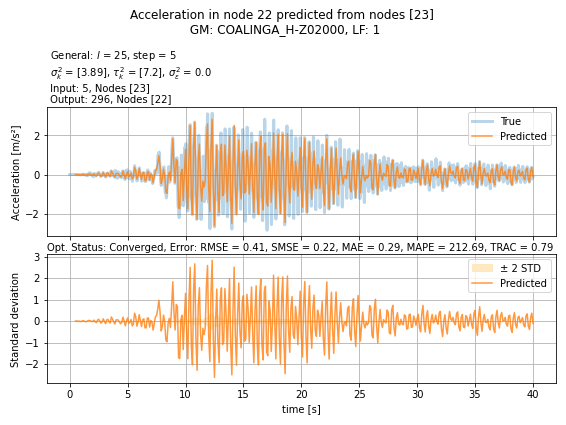 Acceleration in node 22 predicted from nodes [23]
GM: COALINGA_H-Z02000, LF: 1
General: l = 25, step = 5
σ²ₖ = [3.89], τ²ₖ = [7.2], σ²ε = 0.0
Input: 5, Nodes [23]
Output: 296, Nodes [22]
True
Predicted
2
0
−2
Acceleration [m/s²]
Opt. Status: Converged, Error: RMSE = 0.41, SMSE = 0.22, MAE = 0.29, MAPE = 212.69, TRAC = 0.79
± 2 STD
Predicted
3
2
1
0
−1
−2
Standard deviation
0 5 10 15 20 25 30 35 40
time [s]